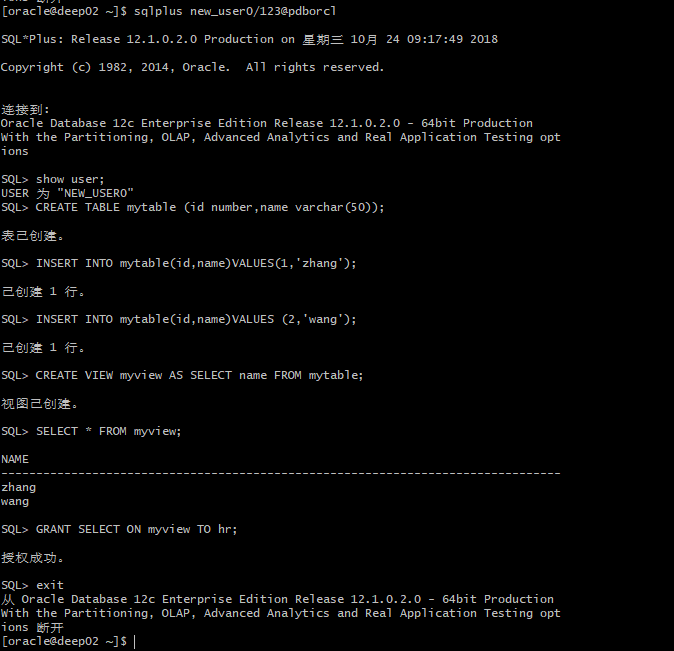 [oracle@deep02 ~]$ sqlplus new_user0/123@pdborcl
SQL*Plus: Release 12.1.0.2.0 Production on 星期三 10月 24 09:17:49 2018
Copyright (c) 1982, 2014, Oracle.  All rights reserved.
连接到:
Oracle Database 12c Enterprise Edition Release 12.1.0.2.0 - 64bit Production
With the Partitioning, OLAP, Advanced Analytics and Real Application Testing opt
ions
SQL> show user;
USER 为 "NEW_USER0"
SQL> CREATE TABLE mytable (id number,name varchar(50));
表已创建。
SQL> INSERT INTO mytable(id,name)VALUES(1,'zhang');
已创建 1 行。
SQL> INSERT INTO mytable(id,name)VALUES (2,'wang');
已创建 1 行。
SQL> CREATE VIEW myview AS SELECT name FROM mytable;
视图已创建。
SQL> SELECT * FROM myview;
NAME
--------------------------------------------------------------------------------
zhang
wang
SQL> GRANT SELECT ON myview TO hr;
授权成功。
SQL> exit
从 Oracle Database 12c Enterprise Edition Release 12.1.0.2.0 - 64bit Production
With the Partitioning, OLAP, Advanced Analytics and Real Application Testing opt
ions 断开
[oracle@deep02 ~]$